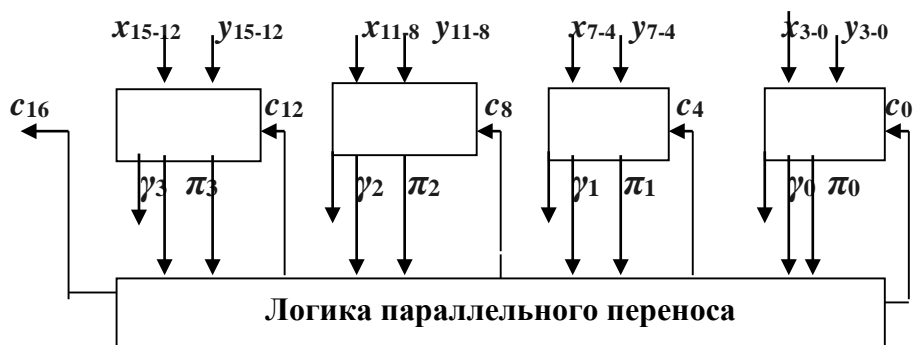 x15-12 y15-12 x11-8 y11-8 x7-4 y7-4 x3-0 y3-0
c16 c12 c8 c4 c0
γ3 π3 γ2 π2 γ1 π1 γ0 π0
Логика параллельного переноса